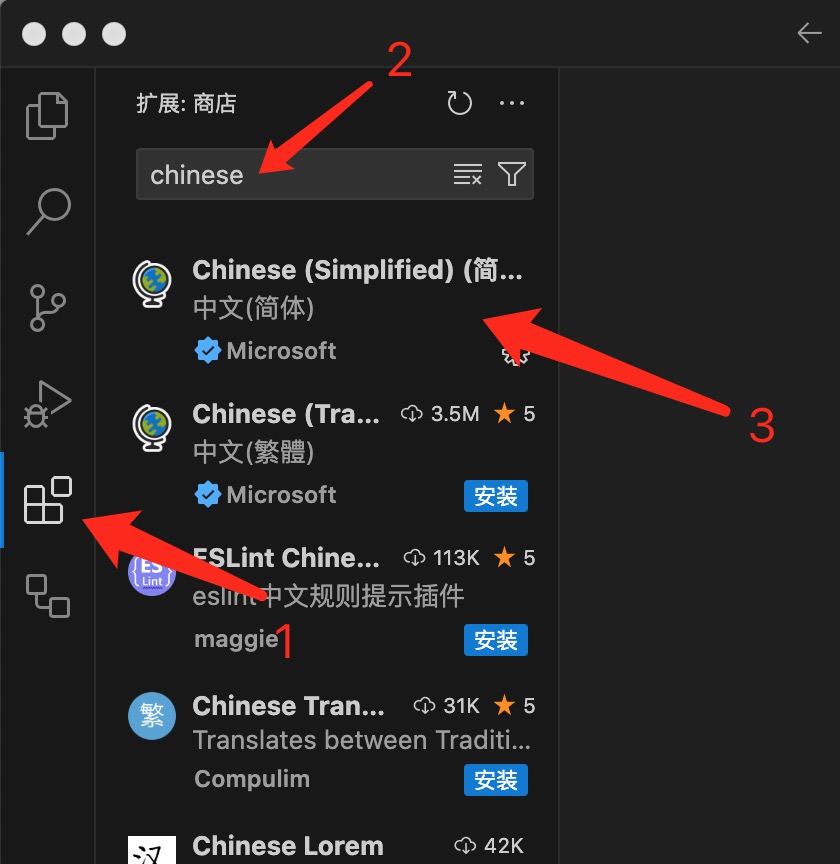 2
扩展: 商店
chinese
Chinese (Simplified) (简...
中文(简体)
Microsoft
3
Chinese (Tra... 3.5M 5
中文(繁體)
Microsoft 安装
ES Lint
ESLint Chine... 113K 5
eslint中文规则提示插件
maggie 安装
1
繁
Chinese Tran... 31K 5
Translates between Traditi...
Compulim 安装
汉
Chinese Lorem 42K